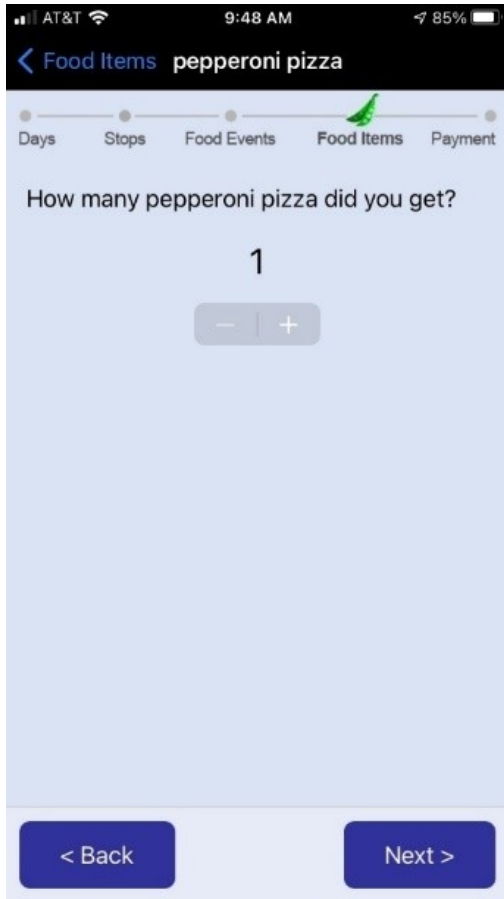 AT&T 9:48 AM 85%
Food Items pepperoni pizza
Days Stops Food Events Food Items Payment
How many pepperoni pizza did you get?
1
− +
< Back Next >